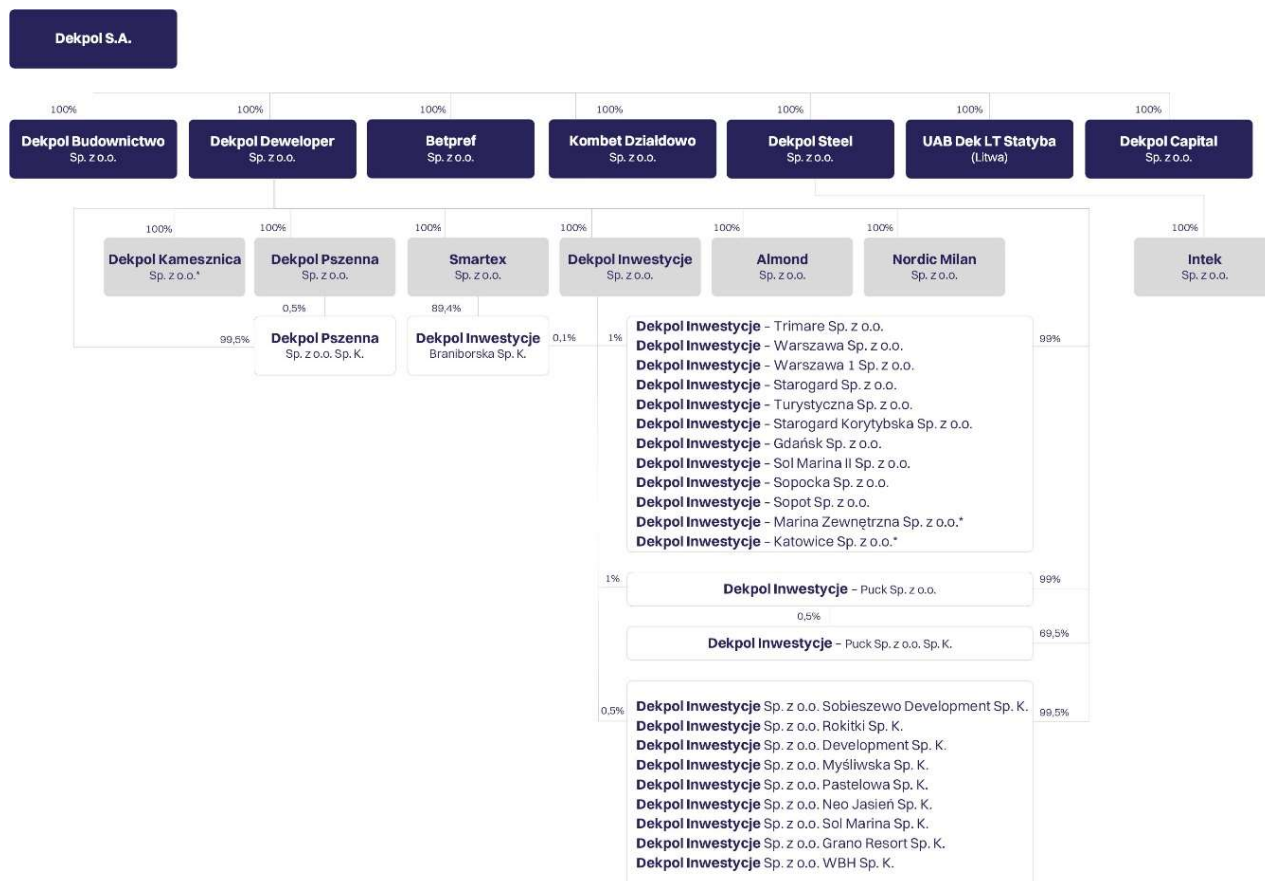 Dekpol S.A.
100%
100%
100%
100%
100%
100%
100%
Dekpol Budownictwo
Sp. z o.o.
Dekpol Deweloper
Sp. z o.o.
Betpref
Sp. z o.o.
Kombet Działdowo
Sp. z o.o.
Dekpol Steel
Sp. z o.o.
UAB Dek LT Statyba
(Litwa)
Dekpol Capital
Sp. z o.o.
100%
100%
100%
100%
100%
100%
100%
Dekpol Kamesznica
Sp. z o.o.*
Dekpol Pszenna
Sp. z o.o.
Smartex
Sp. z o.o.
Dekpol Inwestycje
Sp. z o.o.
Almond
Sp. z o.o.
Nordic Milan
Sp. z o.o.
Intek
Sp. z o.o.
0,5%
89,4%
99,5%
Dekpol Pszenna
Sp. z o.o. Sp. K.
Dekpol Inwestycje
Braniborska Sp. K.
0,1%
1%
99%
Dekpol Inwestycje – Trimare Sp. z o.o.
Dekpol Inwestycje – Warszawa Sp. z o.o.
Dekpol Inwestycje – Warszawa 1 Sp. z o.o.
Dekpol Inwestycje – Starogard Sp. z o.o.
Dekpol Inwestycje – Turystyczna Sp. z o.o.
Dekpol Inwestycje – Starogard Korytybska Sp. z o.o.
Dekpol Inwestycje – Gdańsk Sp. z o.o.
Dekpol Inwestycje – Sol Marina II Sp. z o.o.
Dekpol Inwestycje – Sopocka Sp. z o.o.
Dekpol Inwestycje – Sopot Sp. z o.o.
Dekpol Inwestycje – Marina Zewnętrzna Sp. z o.o.*
Dekpol Inwestycje – Katowice Sp. z o.o.*
1%
99%
Dekpol Inwestycje – Puck Sp. z o.o.
0,5%
69,5%
Dekpol Inwestycje – Puck Sp. z o.o. Sp. K.
0,5%
99,5%
Dekpol Inwestycje Sp. z o.o. Sobieszewo Development Sp. K.
Dekpol Inwestycje Sp. z o.o. Rokitki Sp. K.
Dekpol Inwestycje Sp. z o.o. Development Sp. K.
Dekpol Inwestycje Sp. z o.o. Myśliwska Sp. K.
Dekpol Inwestycje Sp. z o.o. Pastelowa Sp. K.
Dekpol Inwestycje Sp. z o.o. Neo Jasień Sp. K.
Dekpol Inwestycje Sp. z o.o. Sol Marina Sp. K.
Dekpol Inwestycje Sp. z o.o. Grano Resort Sp. K.
Dekpol Inwestycje Sp. z o.o. WBH Sp. K.